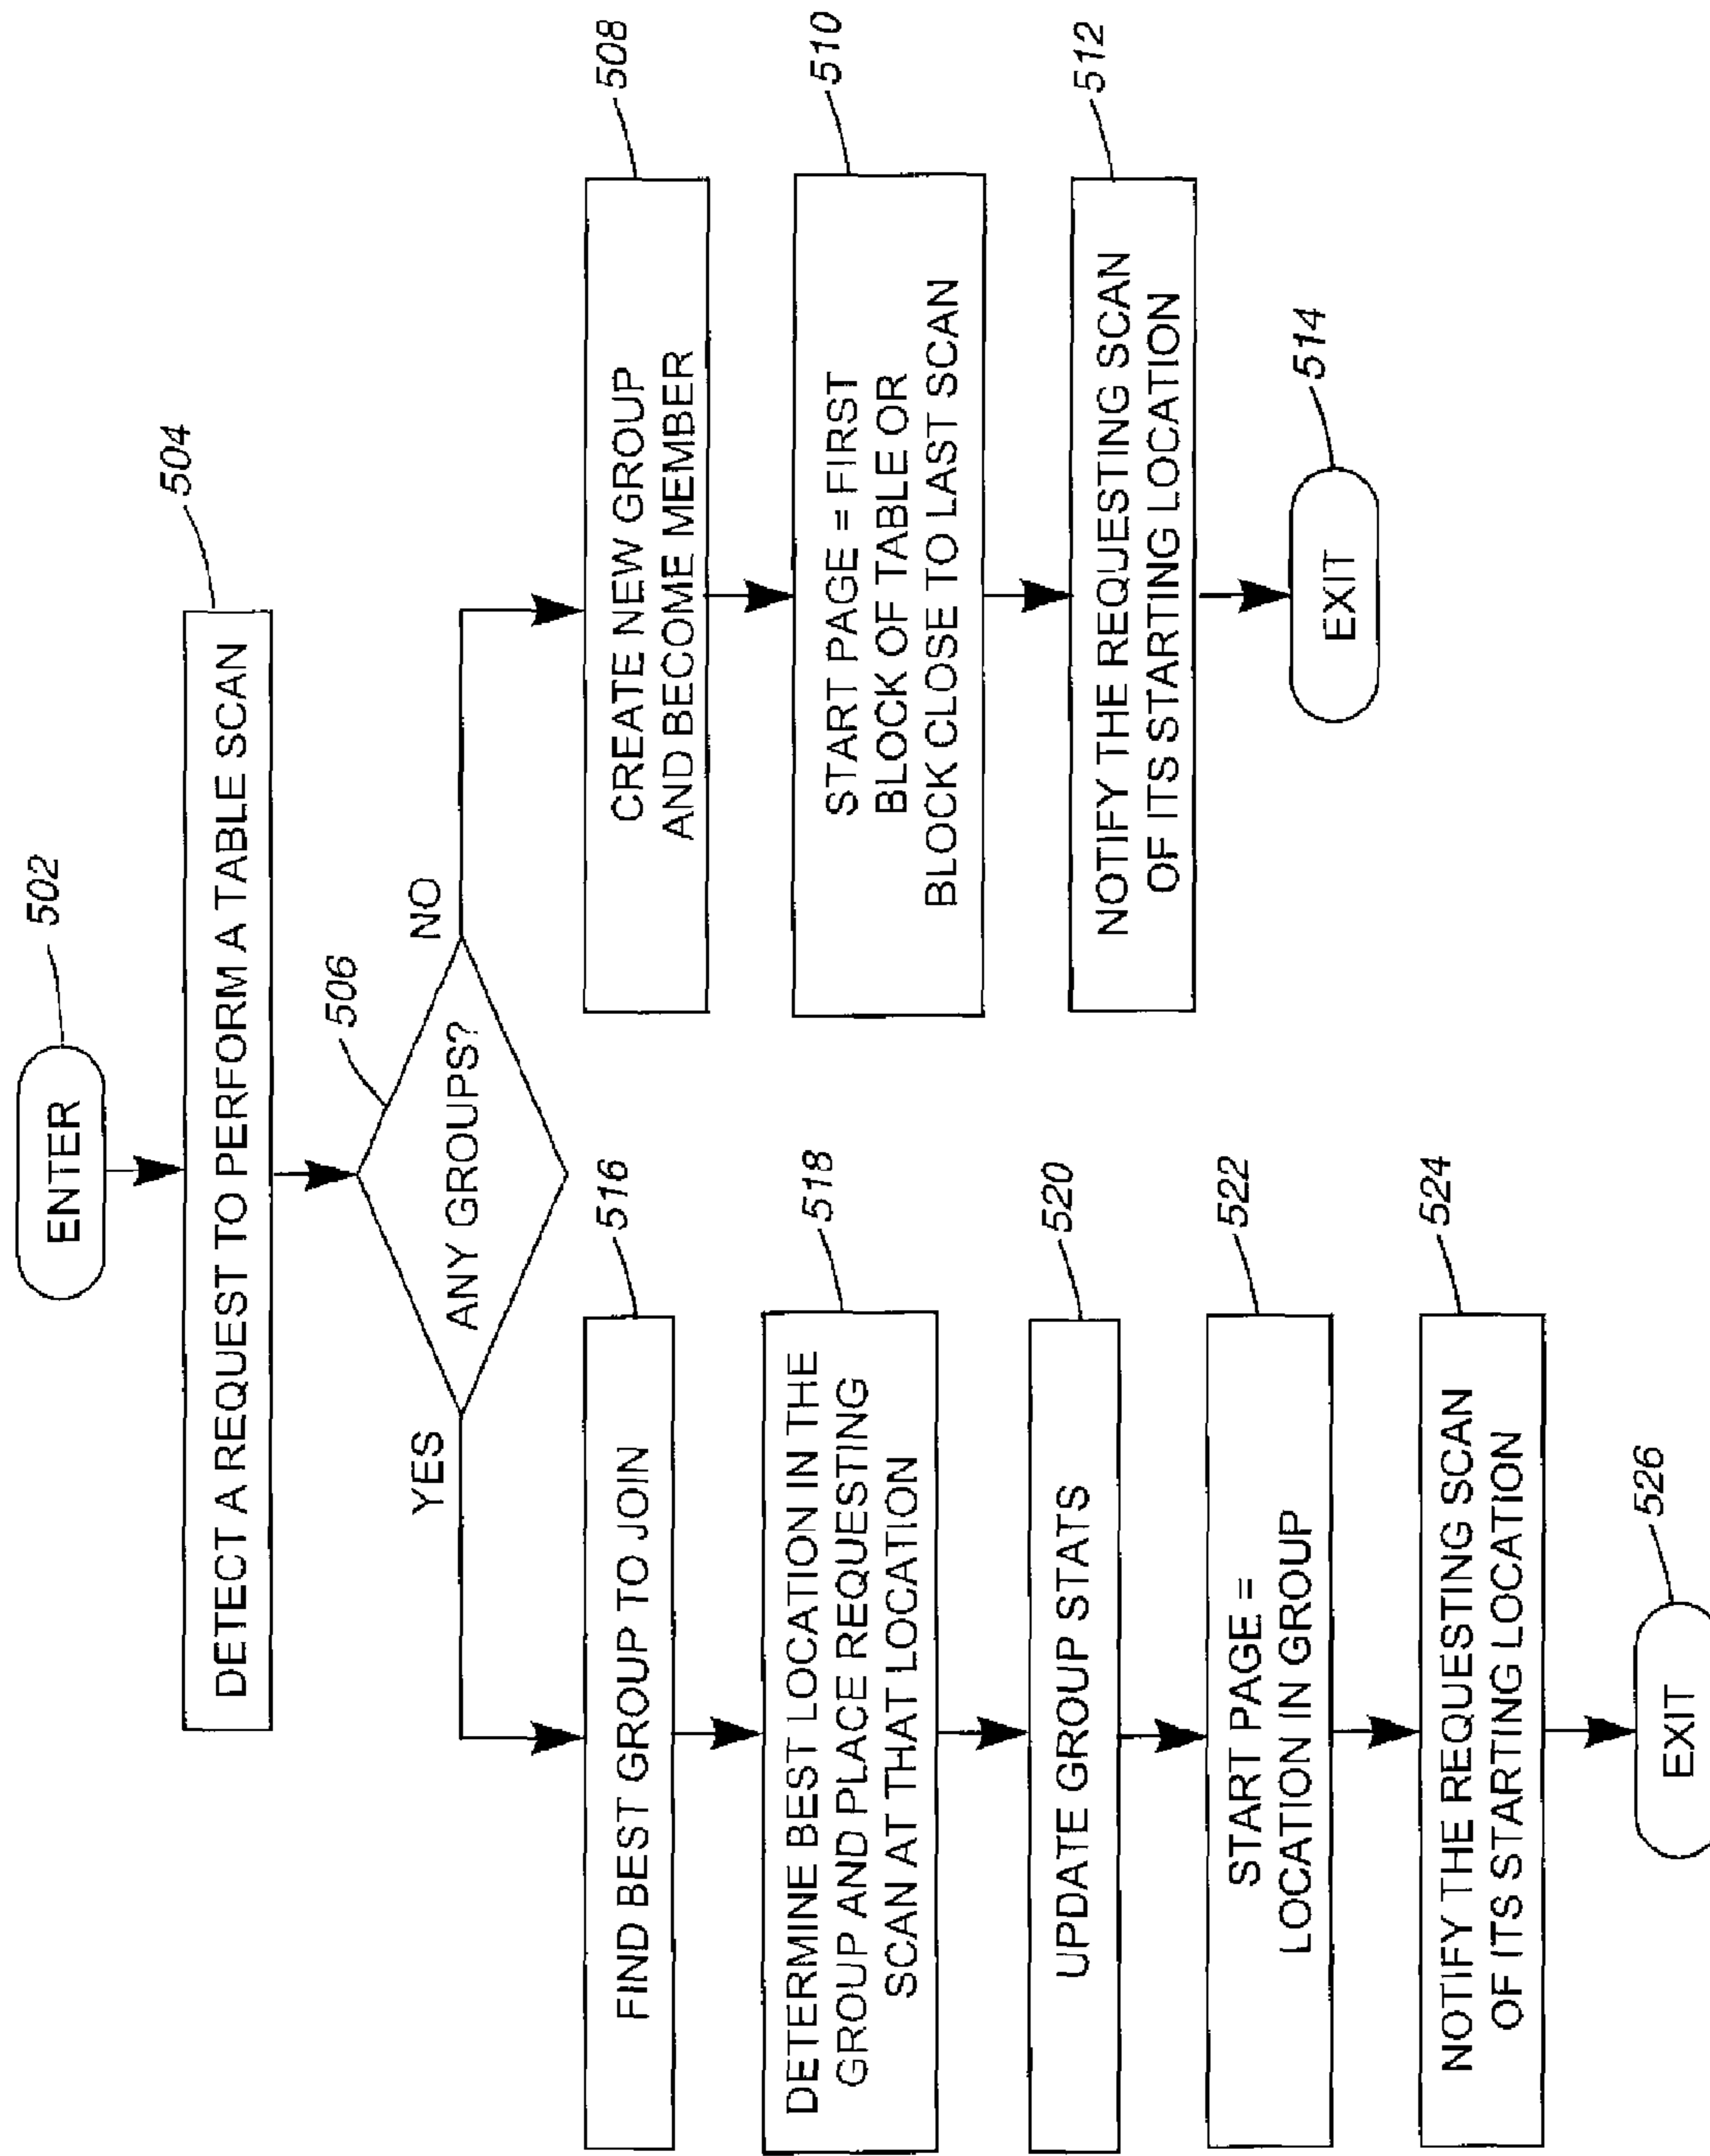 ENTER
502
DETECT A REQUEST TO PERFORM A TABLE SCAN
504
ANY GROUPS?
506
YES
NO
FIND BEST GROUP TO JOIN
516
DETERMINE BEST LOCATION IN THE
GROUP AND PLACE REQUESTING
SCAN AT THAT LOCATION
518
UPDATE GROUP STATS
520
START PAGE =
LOCATION IN GROUP
522
NOTIFY THE REQUESTING SCAN
OF ITS STARTING LOCATION
524
EXIT
526
CREATE NEW GROUP
AND BECOME MEMBER
508
START PAGE = FIRST
BLOCK OF TABLE OR
BLOCK CLOSE TO LAST SCAN
510
NOTIFY THE REQUESTING SCAN
OF ITS STARTING LOCATION
512
EXIT
514